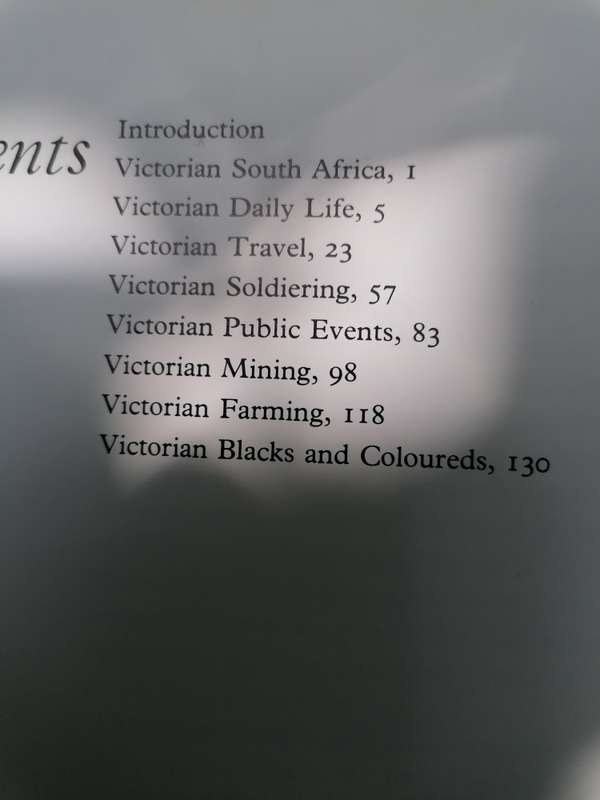 ents
Introduction
Victorian South Africa, 1
Victorian Daily Life, 5
Victorian Travel, 23
Victorian Soldiering, 57
Victorian Public Events, 83
Victorian Mining, 98
Victorian Farming, 118
Victorian Blacks and Coloureds, 130